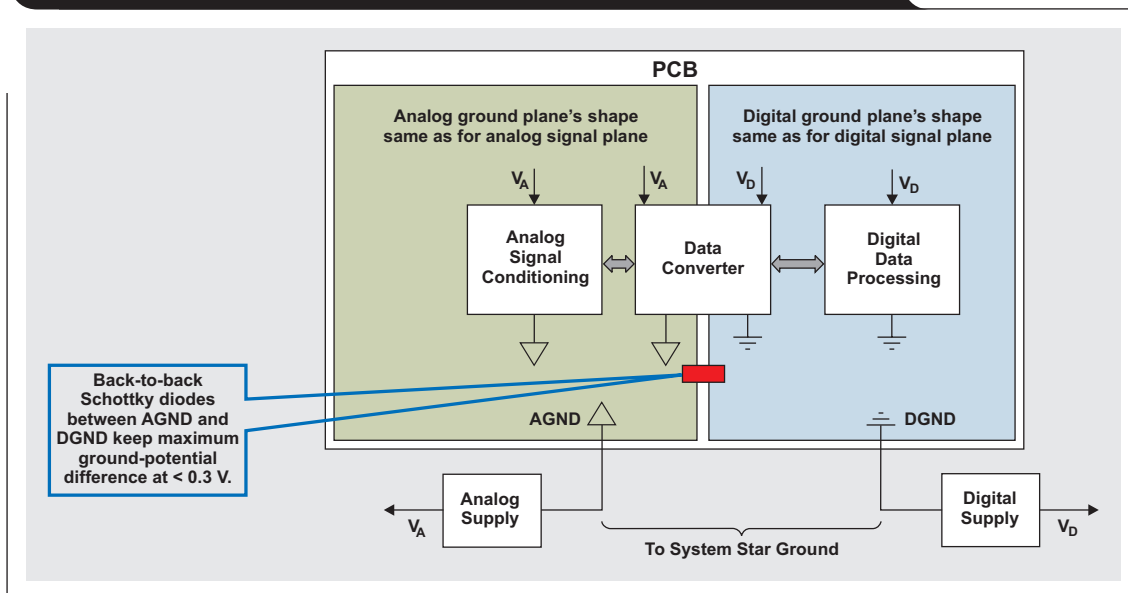 PCB
Analog ground plane's shape
same as for analog signal plane
Digital ground plane's shape
same as for digital signal plane
VA
VA
VD
VD
Analog
Signal
Conditioning
Data
Converter
Digital
Data
Processing
Back-to-back
Schottky diodes
between AGND and
DGND keep maximum
ground-potential
difference at < 0.3 V.
AGND
DGND
Analog
Supply
Digital
Supply
VA
VD
To System Star Ground